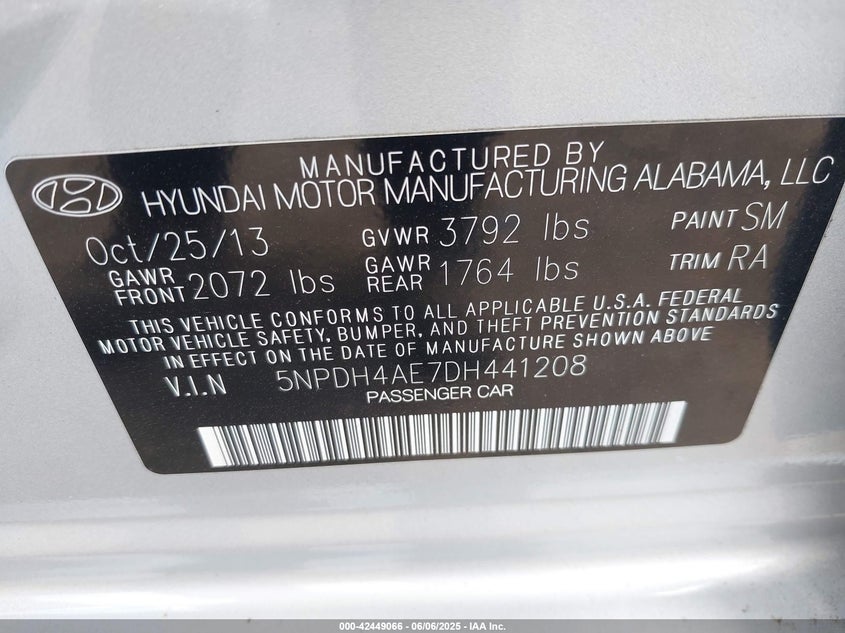 MANUFACTURED BY
HYUNDAI MOTOR MANUFACTURING ALABAMA, LLC
Oct/25/13 GVWR 3792 lbs PAINT SM
GAWR FRONT 2072 lbs GAWR REAR 1764 lbs TRIM RA
THIS VEHICLE CONFORMS TO ALL APPLICABLE U.S.A. FEDERAL
MOTOR VEHICLE SAFETY, BUMPER, AND THEFT PREVENTION STANDARDS
IN EFFECT ON THE DATE OF MANUFACTURE SHOWN ABOVE
V.I.N 5NPDH4AE7DH441208
PASSENGER CAR
000-42449066 - 06/06/2025 - IAA Inc.